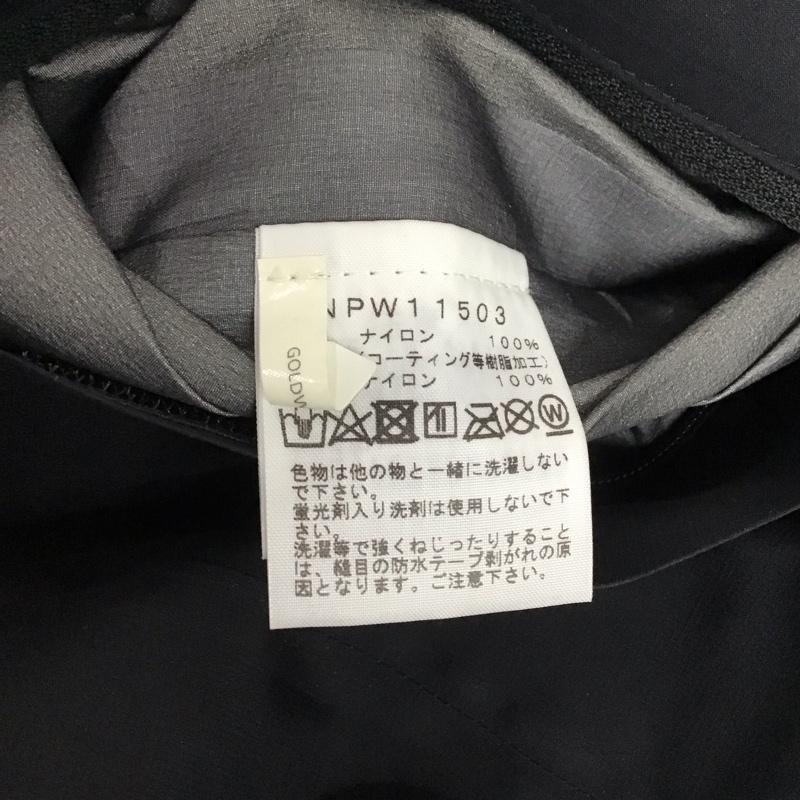 NPW11503
ナイロン 100%
(コーティング等樹脂加工)
ナイロン 100%
GOLDW
W
色物は他の物と一緒に洗濯しない
で下さい。
蛍光剤入り洗剤は使用しないで下
さい。
洗濯等で強くねじったりすること
は、縫目の防水テープ剥がれの原
因となります。ご注意下さい。